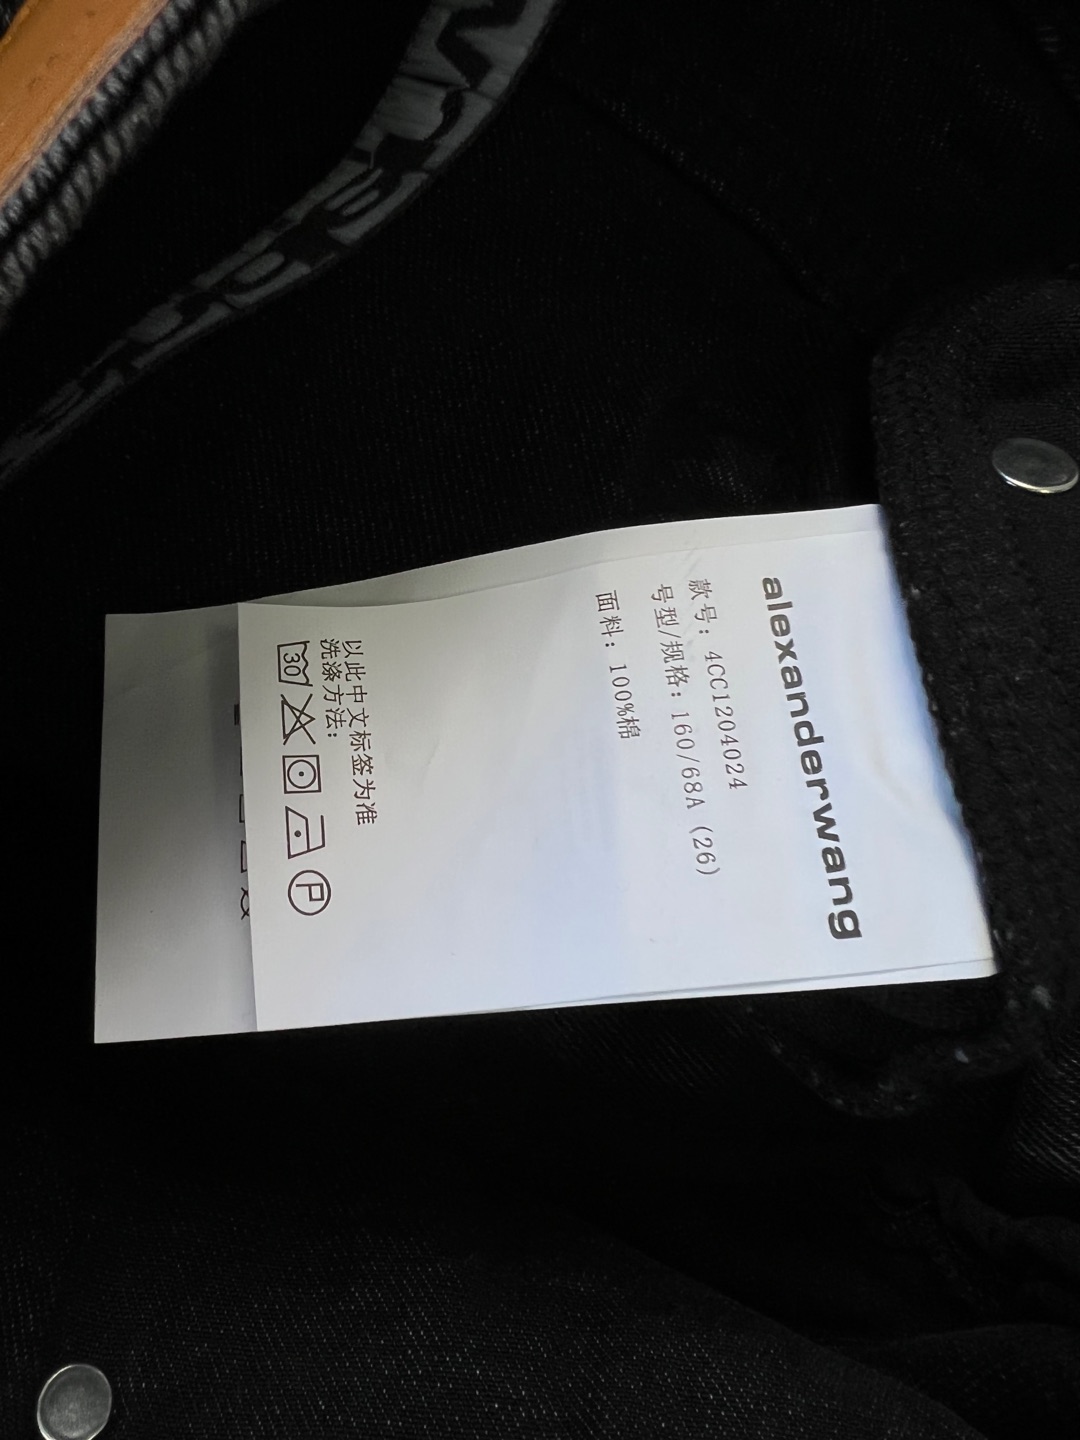 alexanderwang
款号: 4CC1204024
号型/规格: 160/68A (26)
面料: 100%棉
以此中文标签为准
洗涤方法:
30
P